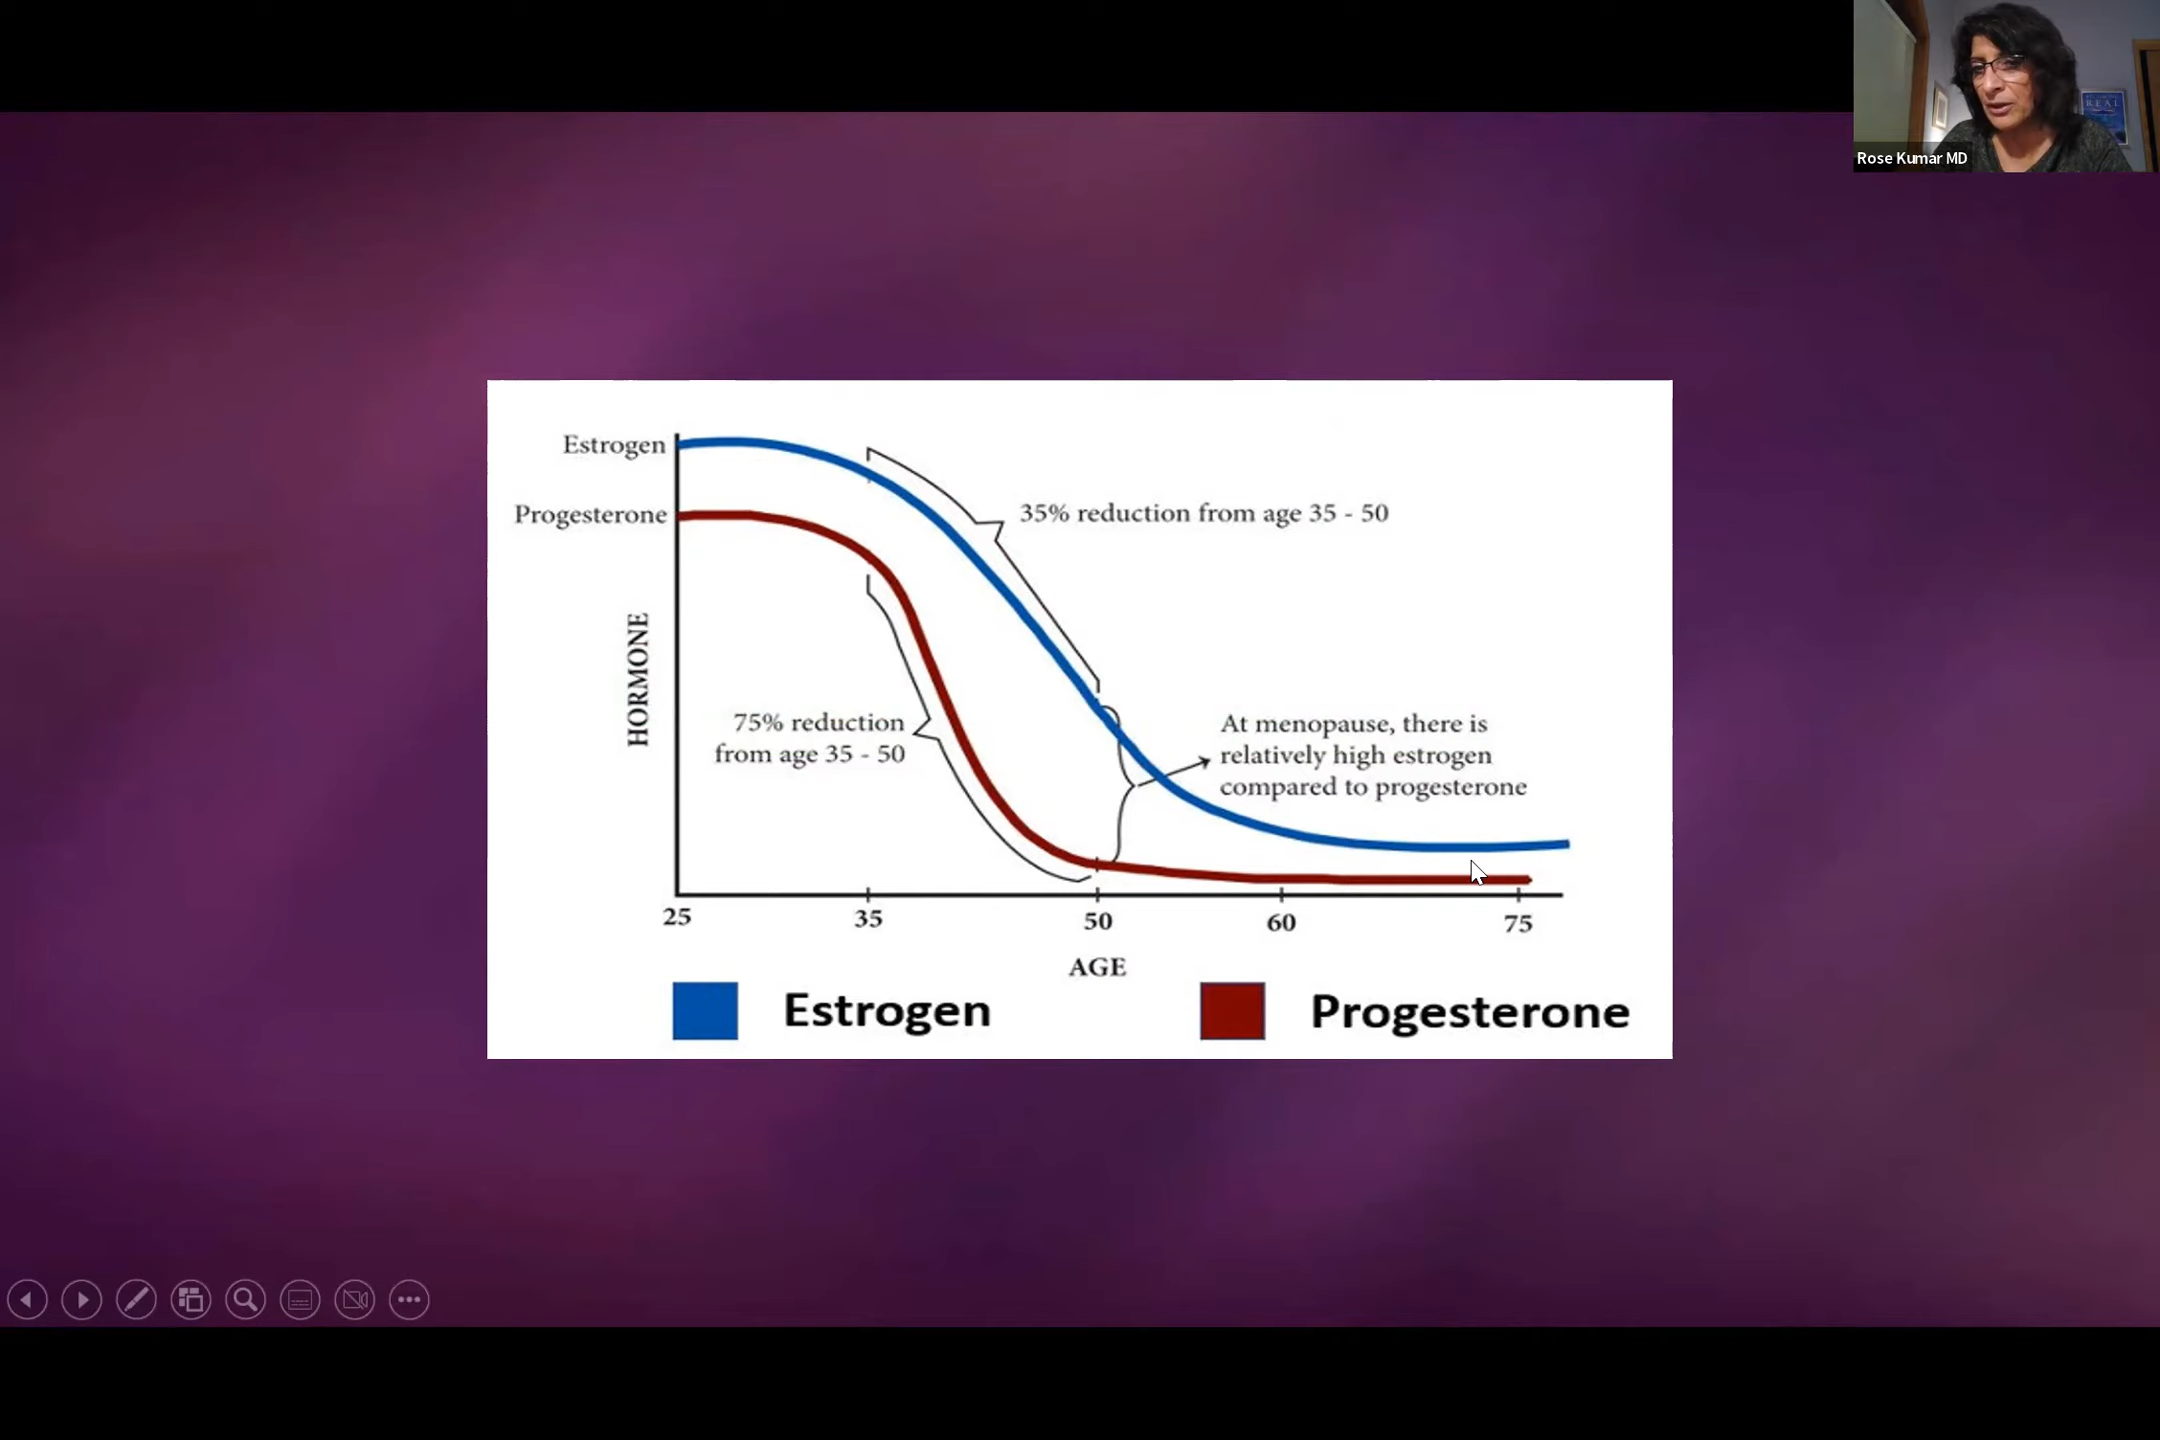 REAL
Rose Kumar MD
Estrogen
Progesterone
35% reduction from age 35 - 50
HORMONE
75% reduction
from age 35 - 50
At menopause, there is
relatively high estrogen
compared to progesterone
25 35 50 60 75
AGE
Estrogen Progesterone